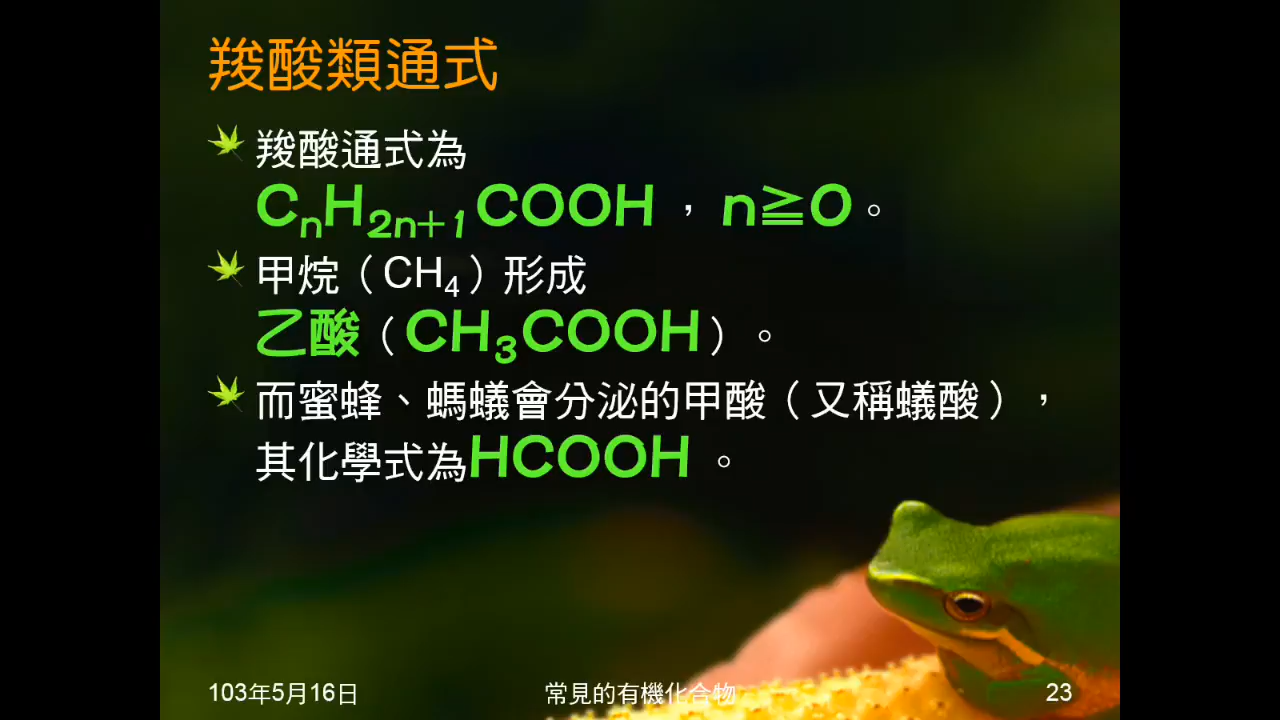 羧酸類通式
羧酸通式為
CnH2n+1COOH，n≧0。
甲烷（CH4）形成
乙酸（CH3COOH）。
而蜜蜂、螞蟻會分泌的甲酸（又稱蟻酸），
其化學式為HCOOH。
103年5月16日
常見的有機化合物
23